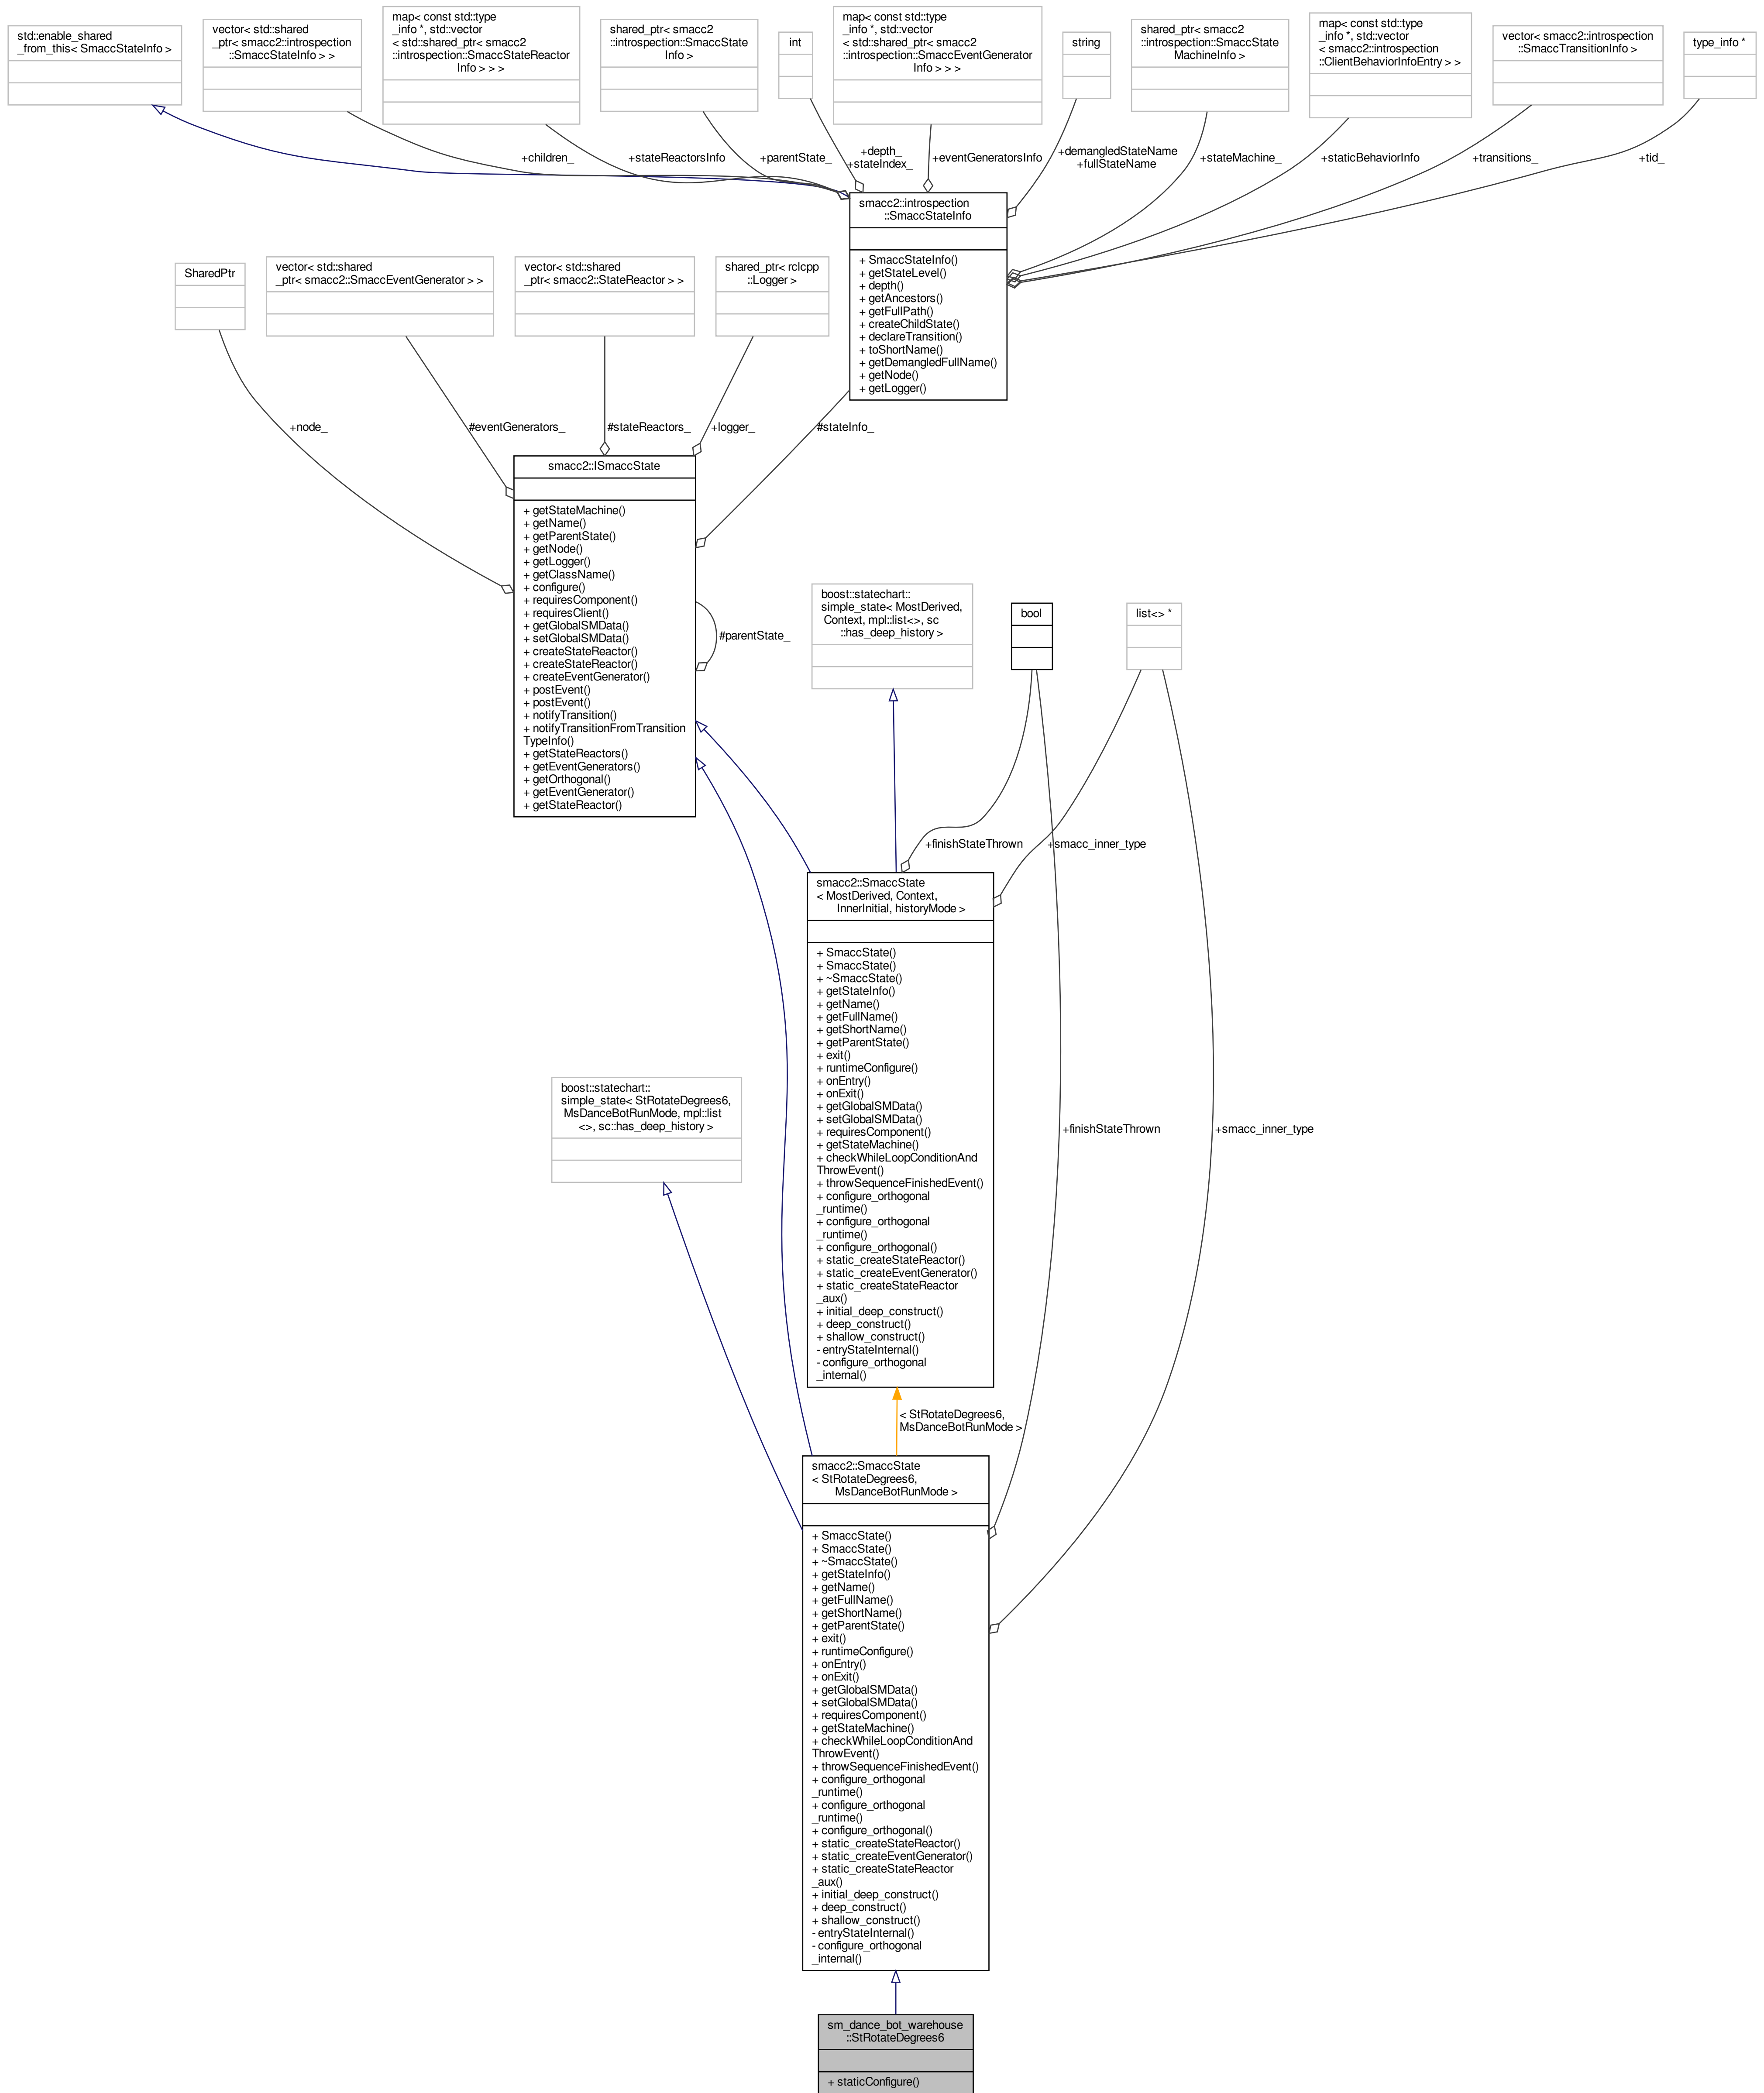 std::enable_shared
_from_this< SmaccStateInfo >
vector< std::shared
_ptr< smacc2::introspection
::SmaccStateInfo > >
map< const std::type
_info *, std::vector
< std::shared_ptr< smacc2
::introspection::SmaccStateReactor
Info > > >
shared_ptr< smacc2
::introspection::SmaccState
Info >
int
map< const std::type
_info *, std::vector
< std::shared_ptr< smacc2
::introspection::SmaccEventGenerator
Info > > >
string
shared_ptr< smacc2
::introspection::SmaccState
MachineInfo >
map< const std::type
_info *, std::vector
< smacc2::introspection
::ClientBehaviorInfoEntry > >
vector< smacc2::introspection
::SmaccTransitionInfo >
type_info *
+children_
+stateReactorsInfo
+parentState_
+depth_
+stateIndex_
+eventGeneratorsInfo
+demangledStateName
+fullStateName
+stateMachine_
+staticBehaviorInfo
+transitions_
+tid_
smacc2::introspection
::SmaccStateInfo
+ SmaccStateInfo()
+ getStateLevel()
+ depth()
+ getAncestors()
+ getFullPath()
+ createChildState()
+ declareTransition()
+ toShortName()
+ getDemangledFullName()
+ getNode()
+ getLogger()
SharedPtr
vector< std::shared
_ptr< smacc2::SmaccEventGenerator > >
vector< std::shared
_ptr< smacc2::StateReactor > >
shared_ptr< rclcpp
::Logger >
+node_
#eventGenerators_
#stateReactors_
+logger_
#stateInfo_
smacc2::ISmaccState
+ getStateMachine()
+ getName()
+ getParentState()
+ getNode()
+ getLogger()
+ getClassName()
+ configure()
+ requiresComponent()
+ requiresClient()
+ getGlobalSMData()
+ setGlobalSMData()
+ createStateReactor()
+ createStateReactor()
+ createEventGenerator()
+ postEvent()
+ postEvent()
+ notifyTransition()
+ notifyTransitionFromTransition
TypeInfo()
+ getStateReactors()
+ getEventGenerators()
+ getOrthogonal()
+ getEventGenerator()
+ getStateReactor()
#parentState_
boost::statechart::
simple_state< MostDerived,
Context, mpl::list<>, sc
::has_deep_history >
bool
list<> *
+finishStateThrown
+smacc_inner_type
smacc2::SmaccState
< MostDerived, Context,
InnerInitial, historyMode >
+ SmaccState()
+ SmaccState()
+ ~SmaccState()
+ getStateInfo()
+ getName()
+ getFullName()
+ getShortName()
+ getParentState()
+ exit()
+ runtimeConfigure()
+ onEntry()
+ onExit()
+ getGlobalSMData()
+ setGlobalSMData()
+ requiresComponent()
+ getStateMachine()
+ checkWhileLoopConditionAnd
ThrowEvent()
+ throwSequenceFinishedEvent()
+ configure_orthogonal
_runtime()
+ configure_orthogonal
_runtime()
+ configure_orthogonal()
+ static_createStateReactor()
+ static_createEventGenerator()
+ static_createStateReactor
_aux()
+ initial_deep_construct()
+ deep_construct()
+ shallow_construct()
- entryStateInternal()
- configure_orthogonal
_internal()
boost::statechart::
simple_state< StRotateDegrees6,
MsDanceBotRunMode, mpl::list
<>, sc::has_deep_history >
+finishStateThrown
+smacc_inner_type
< StRotateDegrees6,
MsDanceBotRunMode >
smacc2::SmaccState
< StRotateDegrees6,
MsDanceBotRunMode >
+ SmaccState()
+ SmaccState()
+ ~SmaccState()
+ getStateInfo()
+ getName()
+ getFullName()
+ getShortName()
+ getParentState()
+ exit()
+ runtimeConfigure()
+ onEntry()
+ onExit()
+ getGlobalSMData()
+ setGlobalSMData()
+ requiresComponent()
+ getStateMachine()
+ checkWhileLoopConditionAnd
ThrowEvent()
+ throwSequenceFinishedEvent()
+ configure_orthogonal
_runtime()
+ configure_orthogonal
_runtime()
+ configure_orthogonal()
+ static_createStateReactor()
+ static_createEventGenerator()
+ static_createStateReactor
_aux()
+ initial_deep_construct()
+ deep_construct()
+ shallow_construct()
- entryStateInternal()
- configure_orthogonal
_internal()
sm_dance_bot_warehouse
::StRotateDegrees6
+ staticConfigure()